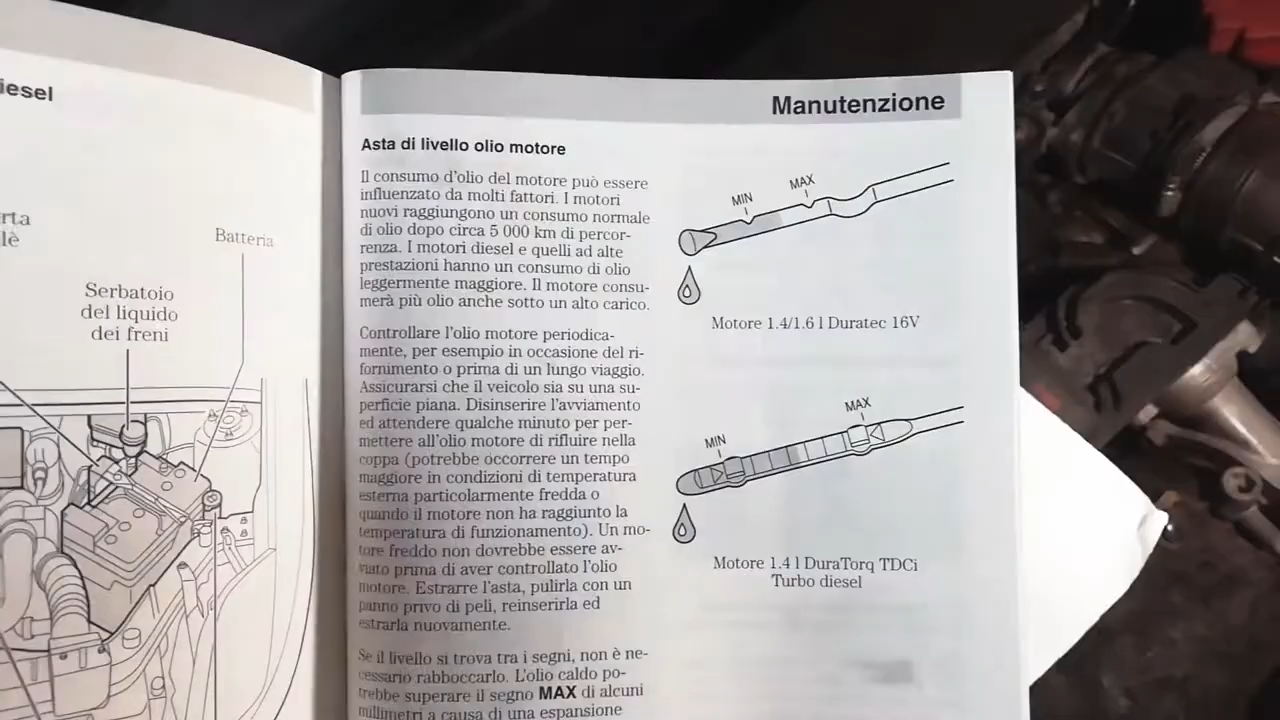 iesel
rta
lè
Batteria
Serbatoio
del liquido
dei freni
Manutenzione
Asta di livello olio motore
Il consumo d'olio del motore può essere
influenzato da molti fattori. I motori
nuovi raggiungono un consumo normale
di olio dopo circa 5 000 km di percor-
renza. I motori diesel e quelli ad alte
prestazioni hanno un consumo di olio
leggermente maggiore. Il motore consu-
merà più olio anche sotto un alto carico.
Controllare l'olio motore periodica-
mente, per esempio in occasione del ri-
fornimento o prima di un lungo viaggio.
Assicurarsi che il veicolo sia su una su-
perficie piana. Disinserire l'avviamento
ed attendere qualche minuto per per-
mettere all'olio motore di rifluire nella
coppa (potrebbe occorrere un tempo
maggiore in condizioni di temperatura
esterna particolarmente fredda o
quando il motore non ha raggiunto la
temperatura di funzionamento). Un mo-
tore freddo non dovrebbe essere av-
viato prima di aver controllato l'olio
motore. Estrarre l'asta, pulirla con un
panno privo di peli, reinserirla ed
estrarla nuovamente.
Se il livello si trova tra i segni, non è ne-
cessario rabboccarlo. L'olio caldo po-
trebbe superare il segno MAX di alcuni
millimetri a causa di una espansione
MIN
MAX
Motore 1.4/1.6 l Duratec 16V
MIN
MAX
Motore 1.4 l DuraTorq TDCi
Turbo diesel